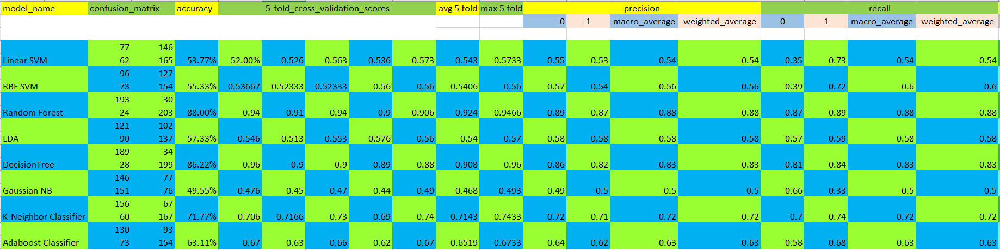 model_name confusion_matrix accuracy 5-fold_cross_validation_scores avg 5 fold max 5 fold precision recall
0 1 macro_average weighted_average 0 1 macro_average weighted_average
77 146
Linear SVM 62 165 53.77% 52.00% 0.526 0.563 0.536 0.573 0.543 0.5733 0.55 0.53 0.54 0.54 0.35 0.73 0.54 0.54
96 127
RBF SVM 73 154 55.33% 0.53667 0.52333 0.52333 0.56 0.56 0.5406 0.56 0.57 0.54 0.56 0.56 0.39 0.72 0.6 0.6
193 30
Random Forest 24 203 88.00% 0.94 0.91 0.94 0.9 0.906 0.924 0.9466 0.89 0.87 0.88 0.88 0.87 0.89 0.88 0.88
121 102
LDA 90 137 57.33% 0.546 0.513 0.553 0.576 0.56 0.54 0.57 0.58 0.58 0.58 0.58 0.57 0.59 0.58 0.58
189 34
DecisionTree 28 199 86.22% 0.96 0.9 0.9 0.89 0.88 0.908 0.96 0.86 0.82 0.83 0.83 0.81 0.84 0.83 0.83
146 77
Gaussian NB 151 76 49.55% 0.476 0.45 0.47 0.44 0.49 0.468 0.493 0.49 0.5 0.5 0.5 0.66 0.33 0.5 0.5
156 67
K-Neighbor Classifier 60 167 71.77% 0.706 0.7166 0.73 0.69 0.74 0.7143 0.7433 0.72 0.71 0.72 0.72 0.7 0.74 0.72 0.72
130 93
Adaboost Classifier 73 154 63.11% 0.67 0.63 0.66 0.62 0.67 0.6519 0.6733 0.64 0.62 0.63 0.63 0.58 0.68 0.63 0.63